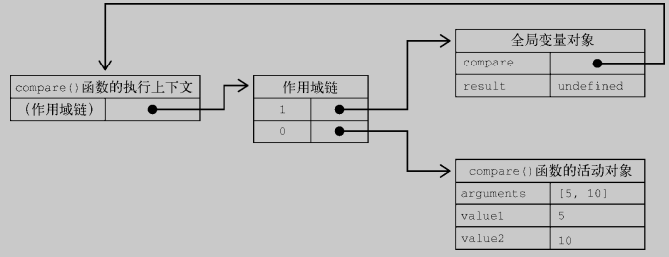 compare()函数的执行上下文
(作用域链)
作用域链
1
0
全局变量对象
compare
result undefined
compare()函数的活动对象
arguments [5, 10]
value1 5
value2 10